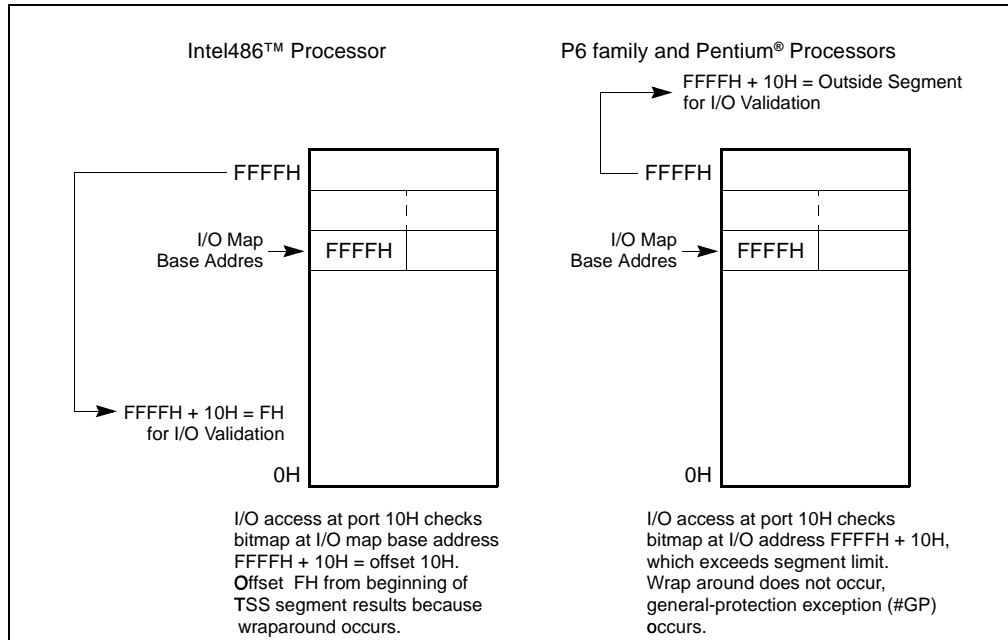 Intel486™ Processor
FFFFH
I/O Map
Base Addres
FFFFH
FFFFH + 10H = FH
for I/O Validation
0H
I/O access at port 10H checks
bitmap at I/O map base address
FFFFH + 10H = offset 10H.
Offset FH from beginning of
TSS segment results because
wraparound occurs.
P6 family and Pentium® Processors
FFFFH + 10H = Outside Segment
for I/O Validation
FFFFH
I/O Map
Base Addres
FFFFH
0H
I/O access at port 10H checks
bitmap at I/O address FFFFH + 10H,
which exceeds segment limit.
Wrap around does not occur,
general-protection exception (#GP)
occurs.